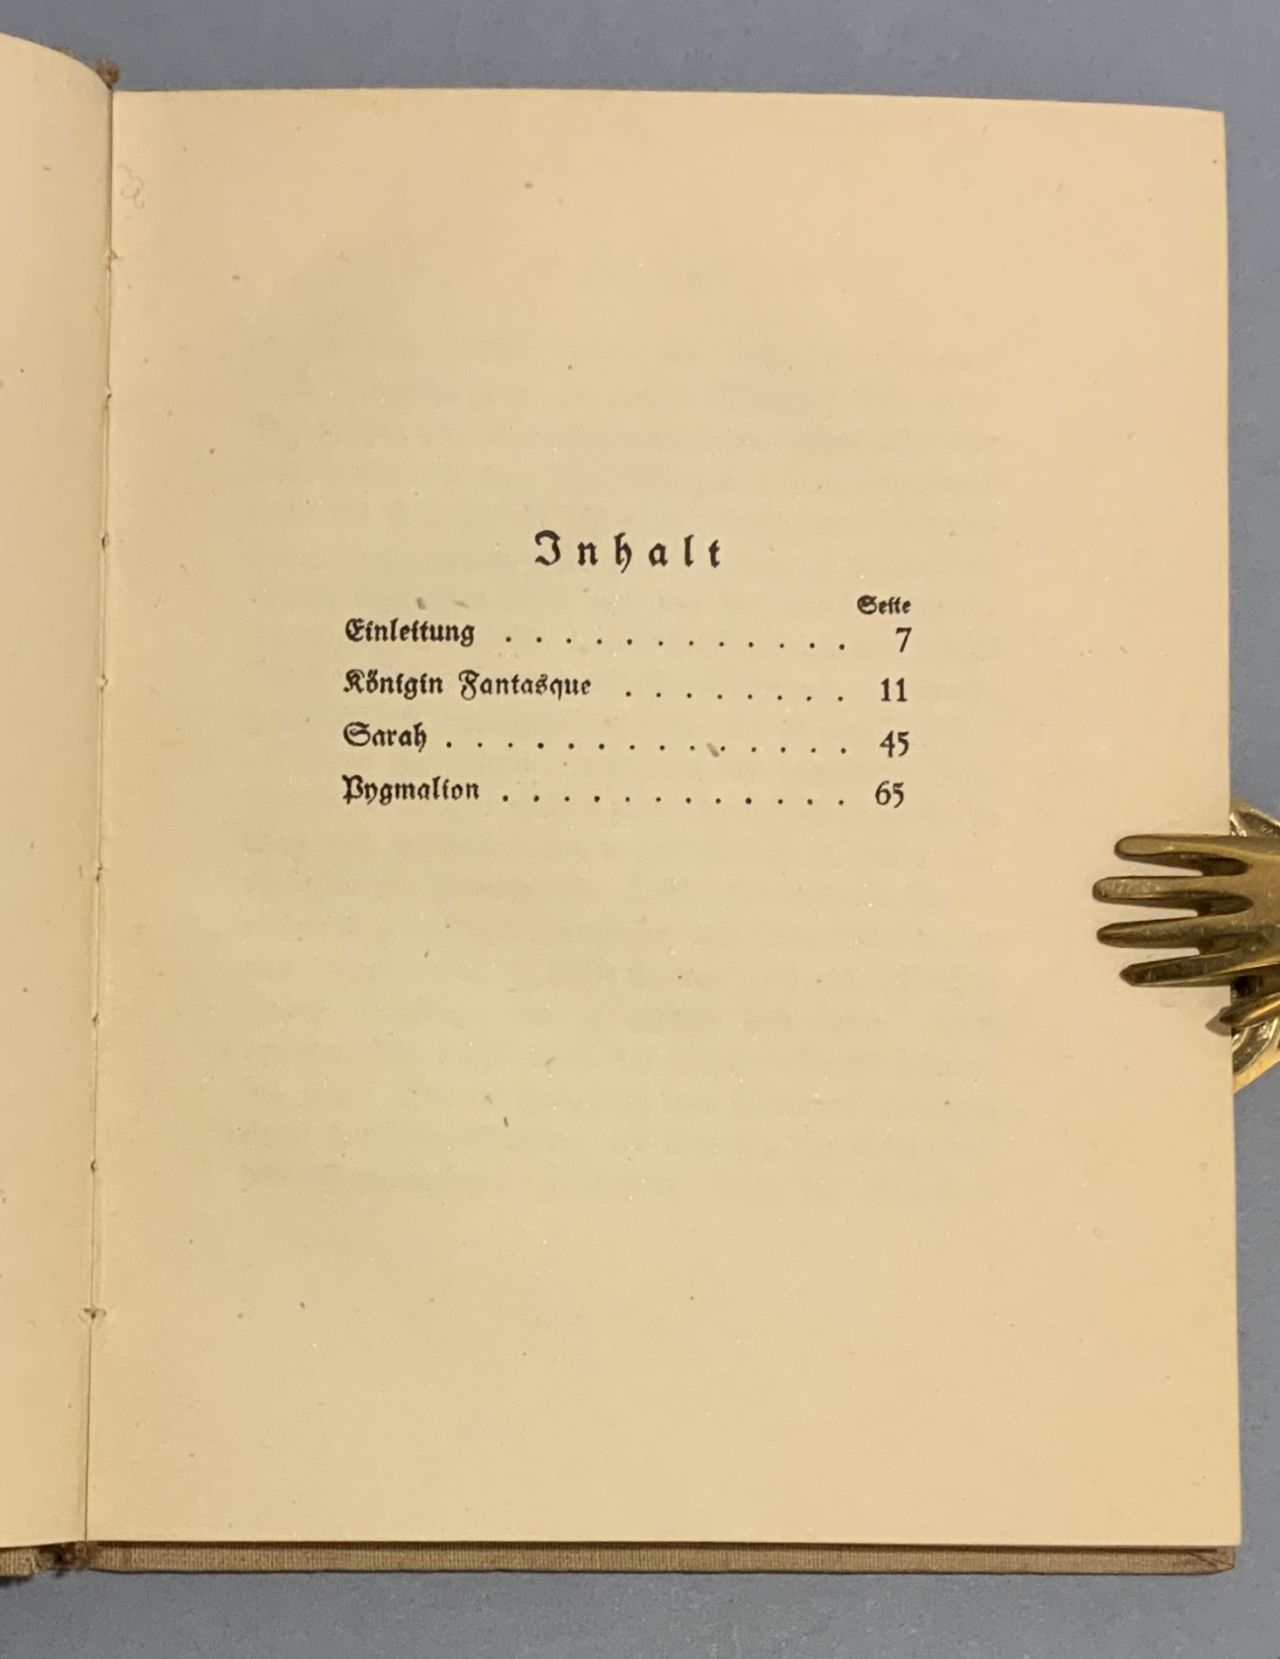 Inhalt
Seite
Einleitung . . . . . . . . . . . . 7
Königin Fantasque . . . . . . . . 11
Sarah . . . . . . . . . . . . . . 45
Pygmalion . . . . . . . . . . . . 65